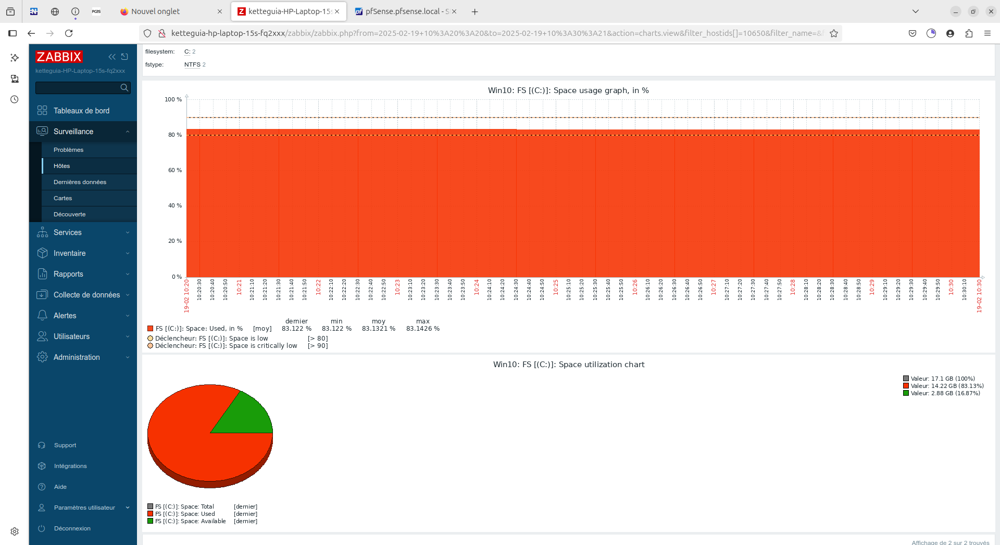 Nouvel onglet
ketteguia-HP-Laptop-15s
pfSense.pfsense.local - S
ketteguia-hp-laptop-15s-fq2xxx/zabbix/zabbix.php?from=2025-02-19+10%3A20%3A20&to=2025-02-19+10%3A30%3A21&action=charts.view&filter_hostids[]=10650&filter_name=&f
ZABBIX
ketteguia-HP-Laptop-15s-fq2xxx
Tableaux de bord
Surveillance
Problèmes
Hôtes
Dernières données
Cartes
Découverte
Services
Inventaire
Rapports
Collecte de données
Alertes
Utilisateurs
Administration
Support
Intégrations
Aide
Paramètres utilisateur
Déconnexion
filesystem: C: 2
fstype: NTFS 2
Win10: FS [(C:)]: Space usage graph, in %
100 %
80 %
60 %
40 %
20 %
0 %
19-02 10:20 10:20:30 10:20:40 10:20:50 10:21 10:21:10 10:21:20 10:21:30 10:21:40 10:21:50 10:22 10:22:10 10:22:20 10:22:30 10:22:40 10:22:50 10:23 10:23:10 10:23:20 10:23:30 10:23:40 10:23:50 10:24 10:24:10 10:24:20 10:24:30 10:24:40 10:24:50 10:25 10:25:10 10:25:20 10:25:30 10:25:40 10:25:50 10:26 10:26:10 10:26:20 10:26:30 10:26:40 10:26:50 10:27 10:27:10 10:27:20 10:27:30 10:27:40 10:27:50 10:28 10:28:10 10:28:20 10:28:30 10:28:40 10:28:50 10:29 10:29:10 10:29:20 10:29:30 10:29:40 10:29:50 10:30 10:30:10 19-02 10:30
dernier min moy max
FS [(C:)]: Space: Used, in % [moy] 83.122 % 83.122 % 83.1321 % 83.1426 %
Déclencheur: FS [(C:)]: Space is low [> 80]
Déclencheur: FS [(C:)]: Space is critically low [> 90]
Win10: FS [(C:)]: Space utilization chart
Valeur: 17.1 GB (100%)
Valeur: 14.22 GB (83.13%)
Valeur: 2.88 GB (16.87%)
FS [(C:)]: Space: Total [dernier]
FS [(C:)]: Space: Used [dernier]
FS [(C:)]: Space: Available [dernier]
Affichage de 2 sur 2 trouvés